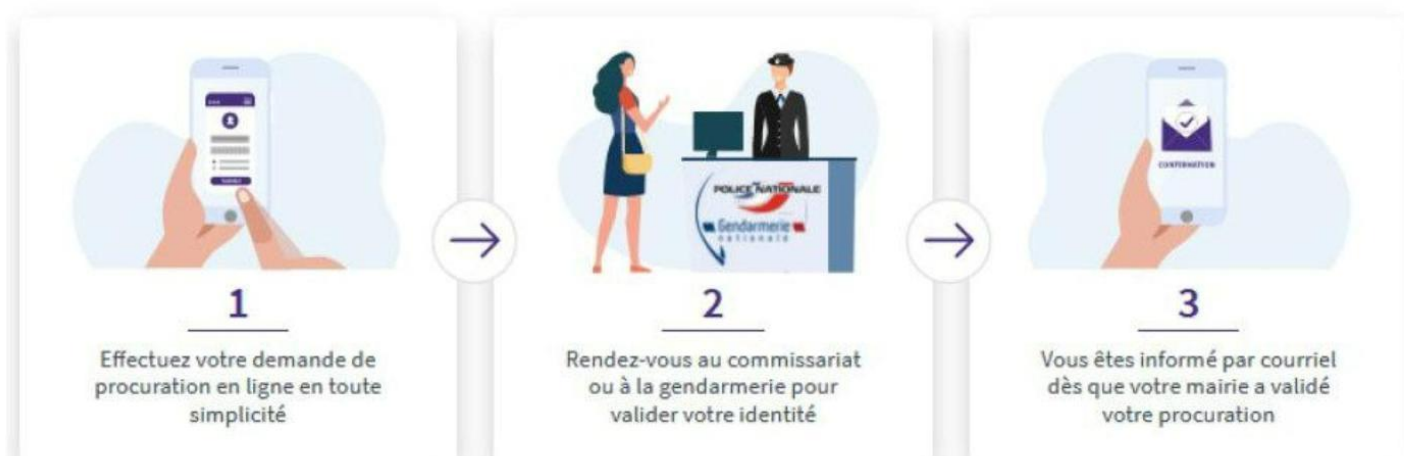 POLICE NATIONALE
Gendarmerie
nationale
CONFIRMATION
1
Effectuez votre demande de
procuration en ligne en toute
simplicité
2
Rendez-vous au commissariat
ou à la gendarmerie pour
valider votre identité
3
Vous êtes informé par courriel
dès que votre mairie a validé
votre procuration